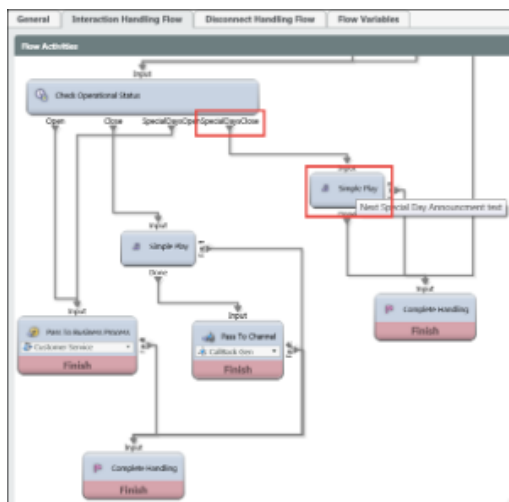 General
Interaction Handling Flow
Disconnect Handling Flow
Flow Variables
Flow Activities
Input
Check Operational Status
Open
Close
SpecialDaysOpen
SpecialDaysClose
Input
Simple Play
Next Special Day Announcment test
Input
Simple Play
Done
Input
Complete Handling
Finish
Input
Pass To Business Process
Customer Service
Finish
Input
Pass To Channel
CallBack Gen
Finish
Input
Complete Handling
Finish